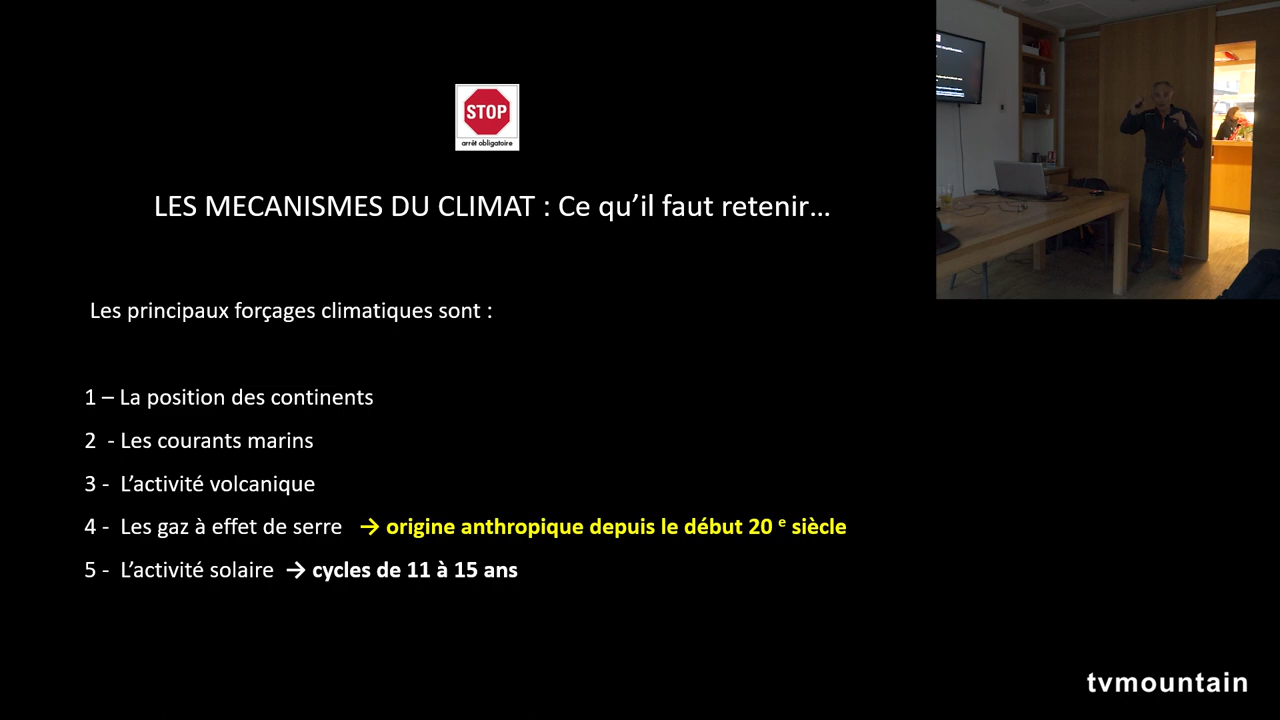 STOP
arrêt obligatoire
LES MECANISMES DU CLIMAT : Ce qu’il faut retenir...
Les principaux forçages climatiques sont :
1 – La position des continents
2 - Les courants marins
3 - L’activité volcanique
4 - Les gaz à effet de serre → origine anthropique depuis le début 20 e siècle
5 - L’activité solaire → cycles de 11 à 15 ans
tvmountain